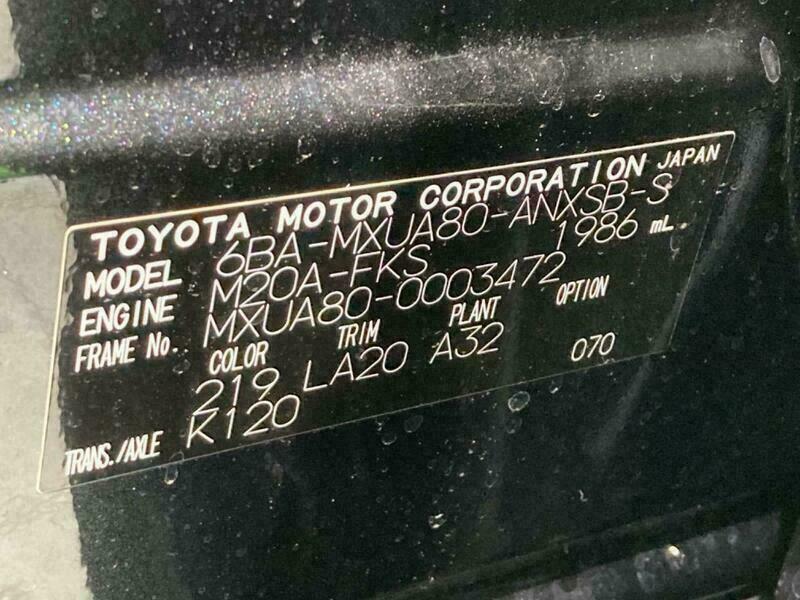 TOYOTA MOTOR CORPORATION JAPAN
MODEL 6BA-MXUA80-ANXSB-S
ENGINE M20A-FKS 1986 mL.
FRAME No. MXUA80-0003472
COLOR TRIM PLANT OPTION
219 LA20 A32 070
TRANS./AXLE K120